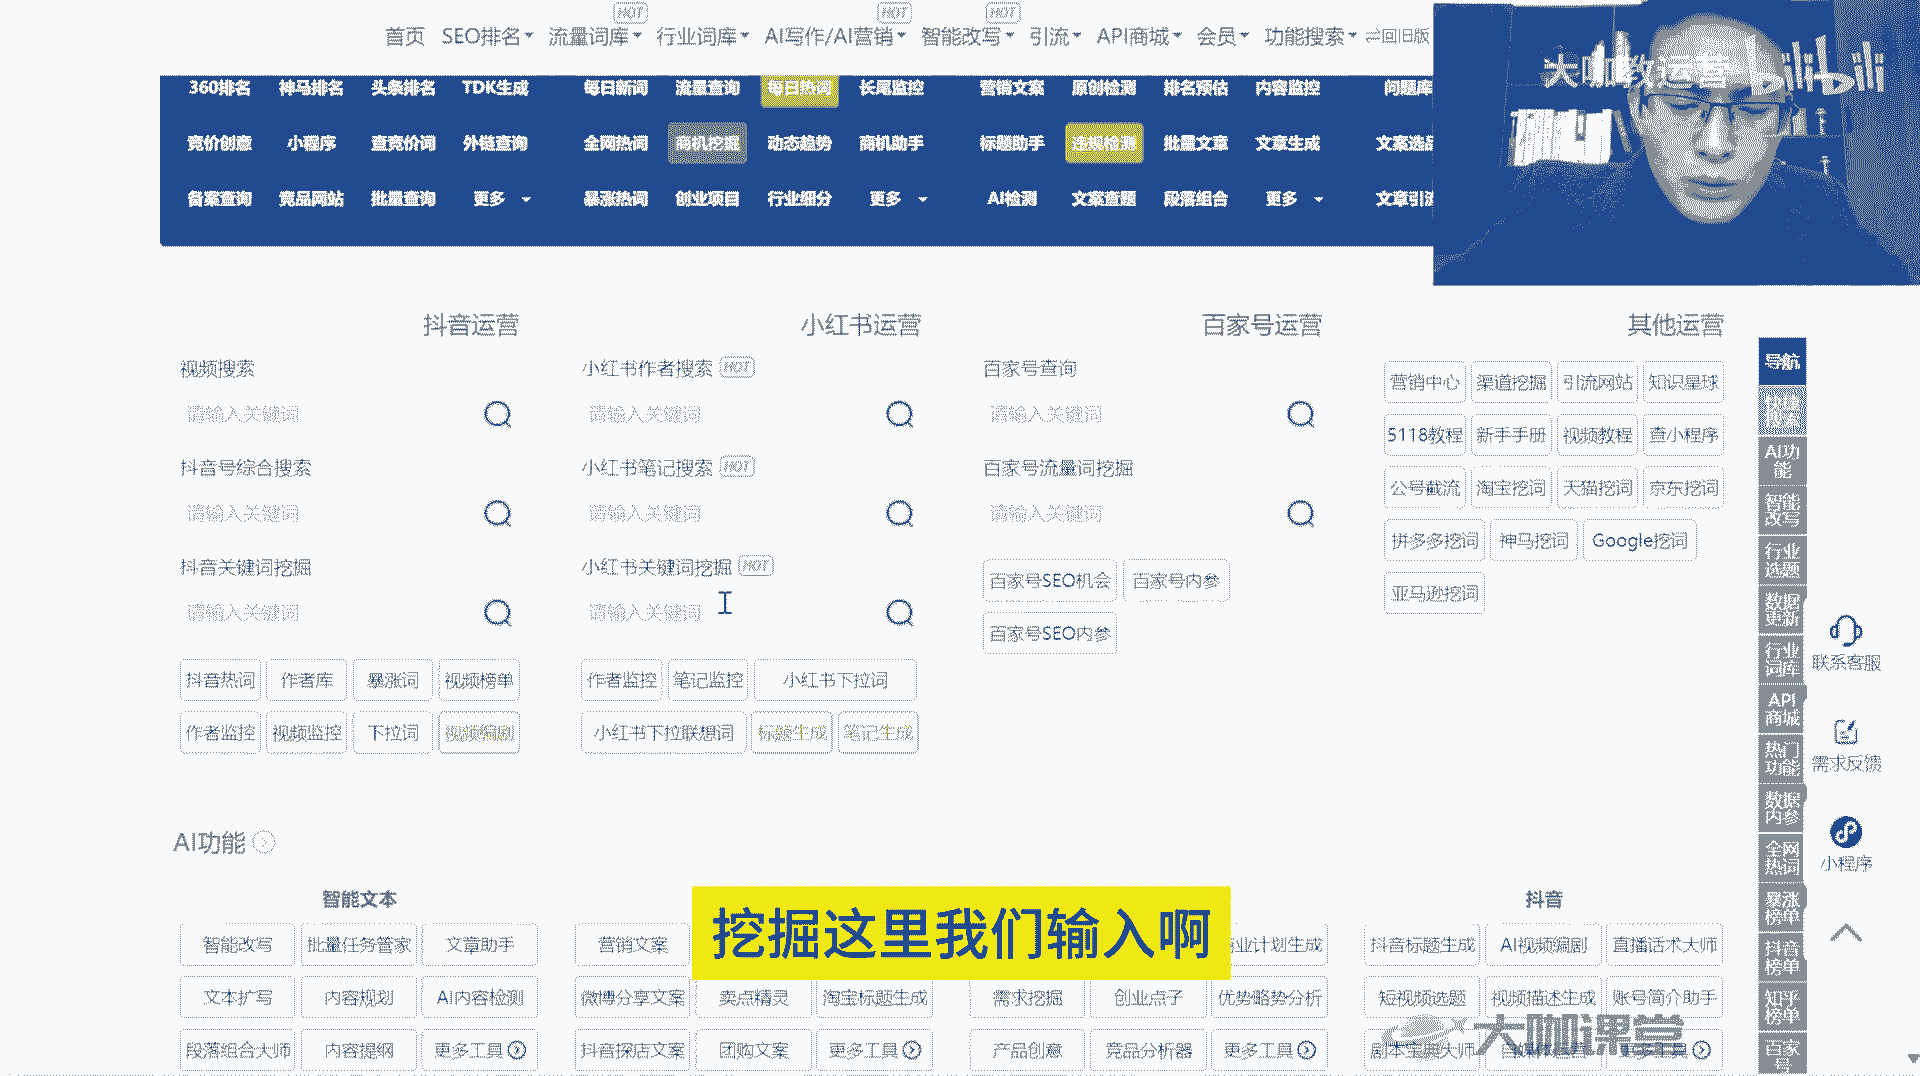 HOT HOT HOT
首页 SEO排名 流量词库 行业词库 AI写作/AI营销 智能改写 引流 API商城 会员 功能搜索 回旧版
大咖教运营 bilibili
360排名 神马排名 头条排名 TDK生成 每日新词 流量查询 每日热词 长尾监控 营销文案 原创检测 排名预估 内容监控 问题库
竞价创意 小程序 查竞价词 外链查询 全网热词 商机挖掘 动态趋势 商机助手 标题助手 违规检测 批量文章 文章生成 文案选品
备案查询 竞品网站 批量查询 更多 暴涨热词 创业项目 行业细分 更多 AI检测 文案查题 段落组合 更多 文章引流
抖音运营 小红书运营 百家号运营 其他运营
视频搜索 小红书作者搜索 HOT 百家号查询
请输入关键词 请输入关键词 请输入关键词
抖音号综合搜索 小红书笔记搜索 HOT 百家号流量词挖掘
请输入关键词 请输入关键词 请输入关键词
抖音关键词挖掘 小红书关键词挖掘 HOT
请输入关键词 请输入关键词
百家号SEO机会 百家号内参
百家号SEO内参
营销中心 渠道挖掘 引流网站 知识星球
5118教程 新手手册 视频教程 查小程序
公号截流 淘宝挖词 天猫挖词 京东挖词
拼多多挖词 神马挖词 Google挖词
亚马逊挖词
抖音热词 作者库 暴涨词 视频榜单 作者监控 笔记监控 小红书下拉词
作者监控 视频监控 下拉词 视频编剧 小红书下拉联想词 标题生成 笔记生成
AI功能
智能文本 抖音
智能改写 批量任务管家 文章助手 营销文案 业计划生成 抖音标题生成 AI视频编剧 直播话术大师
挖掘这里我们输入啊
文本扩写 内容规划 AI内容检测 微博分享文案 卖点精灵 淘宝标题生成 需求挖掘 创业点子 优势略势分析 短视频选题 视频描述生成 账号简介助手
段落组合大师 内容提纲 更多工具 抖音探店文案 团购文案 更多工具 产品创意 竞品分析器 更多工具 剧本宝典大师 更多工具
大咖课堂
导航
AI功能
智能改写
行业选题
数据更新
行业词库
API商城
热门功能
数据内参
全网热词
暴涨榜单
抖音榜单
知乎榜单
百家号
联系客服
需求反馈
小程序